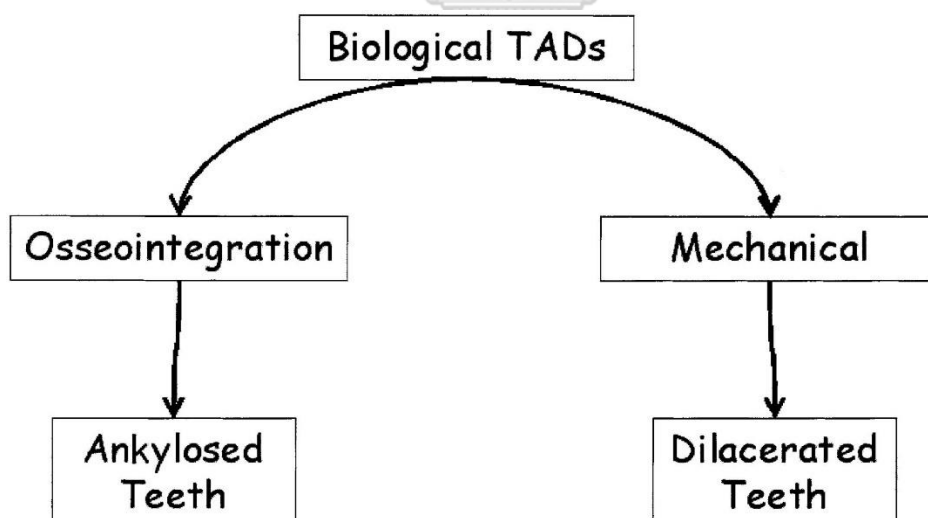 Biological TADs
Osseointegration
Mechanical
Ankylosed
Teeth
Dilacerated
Teeth